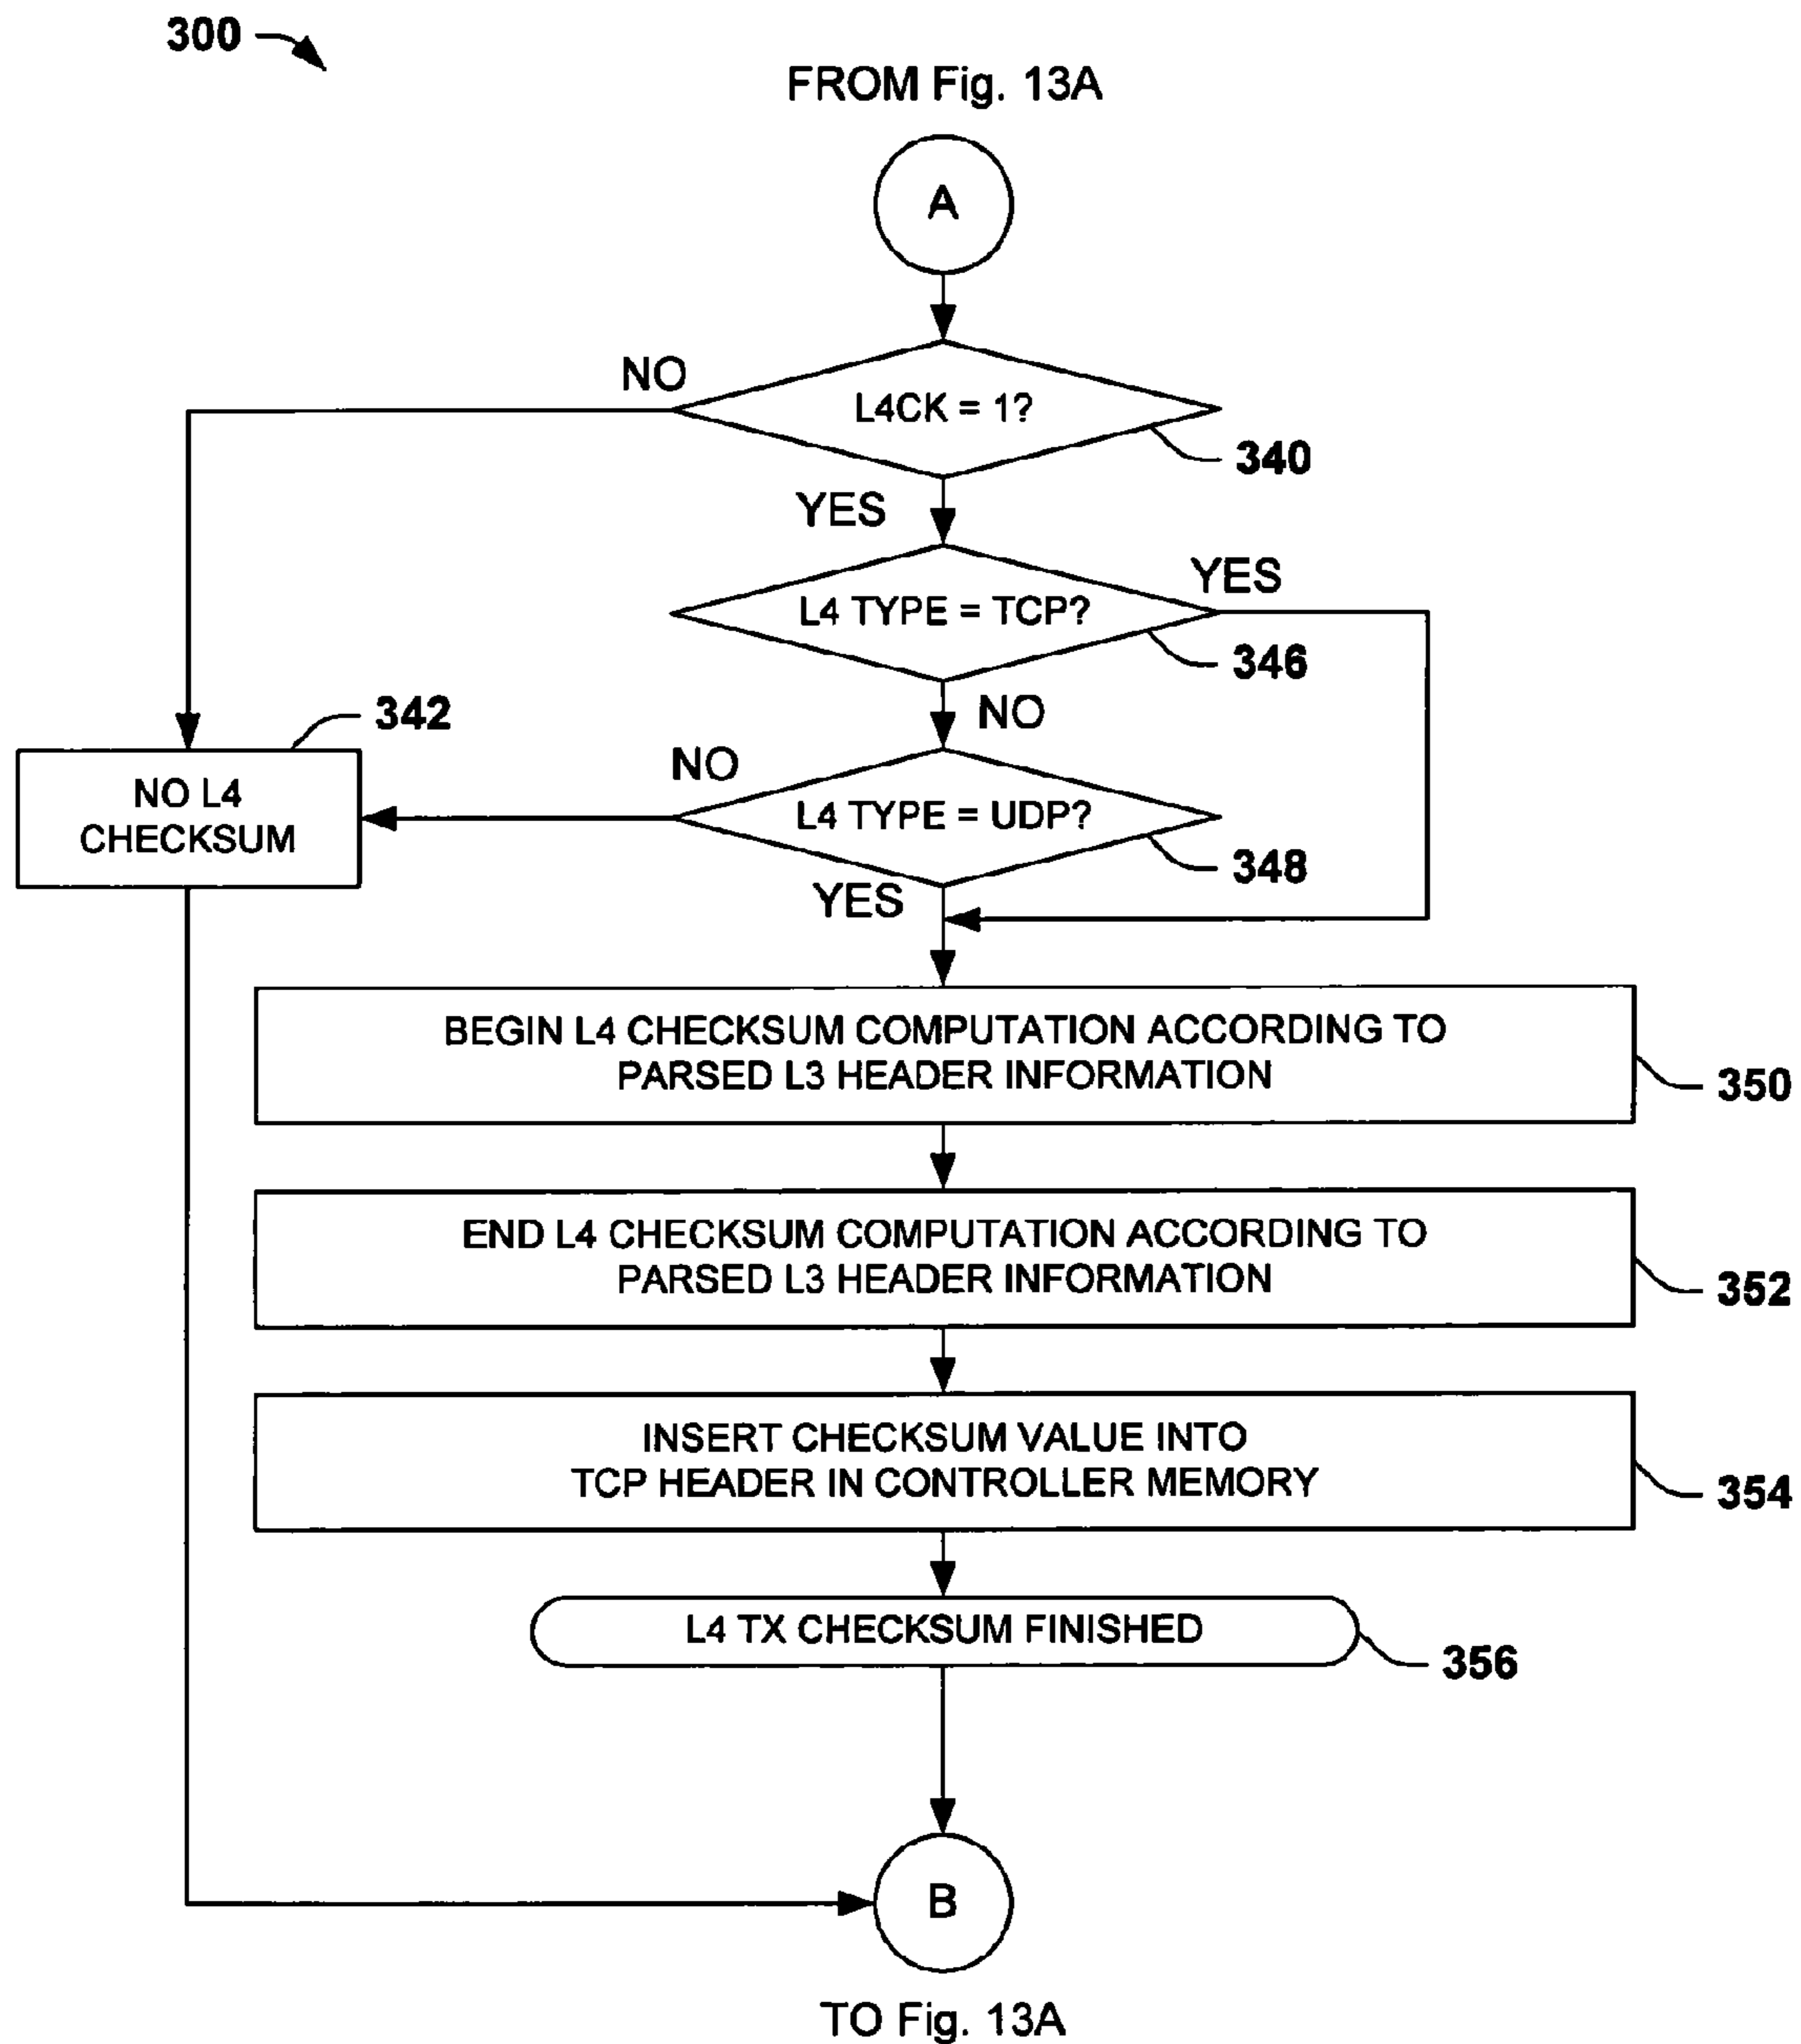 300
FROM Fig. 13A
A
NO
L4CK = 1?
340
YES
YES
L4 TYPE = TCP?
346
NO
342
NO L4
CHECKSUM
NO
L4 TYPE = UDP?
348
YES
BEGIN L4 CHECKSUM COMPUTATION ACCORDING TO
PARSED L3 HEADER INFORMATION
350
END L4 CHECKSUM COMPUTATION ACCORDING TO
PARSED L3 HEADER INFORMATION
352
INSERT CHECKSUM VALUE INTO
TCP HEADER IN CONTROLLER MEMORY
354
L4 TX CHECKSUM FINISHED
356
B
TO Fig. 13A